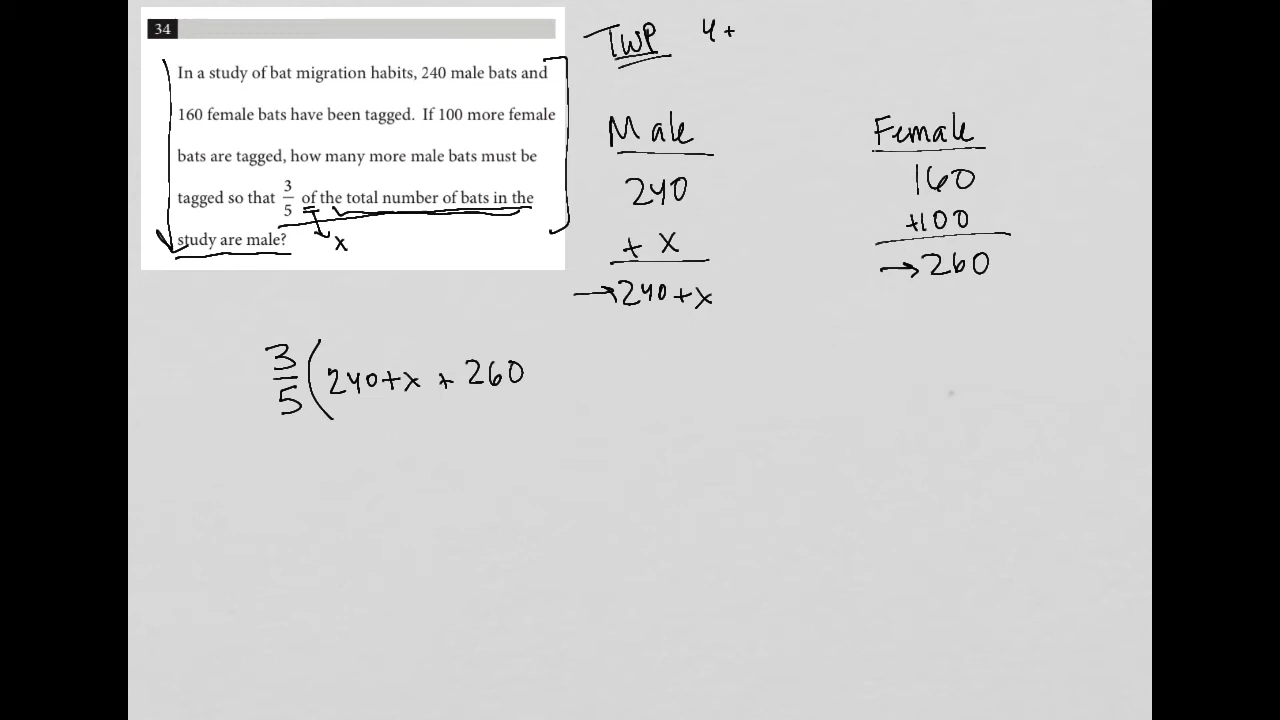 34
In a study of bat migration habits, 240 male bats and
160 female bats have been tagged. If 100 more female
bats are tagged, how many more male bats must be
tagged so that 3/5 of the total number of bats in the
study are male?
x
TWP 4+
Male
240
+ x
→240+x
Female
160
+100
→260
3/5(240+x + 260